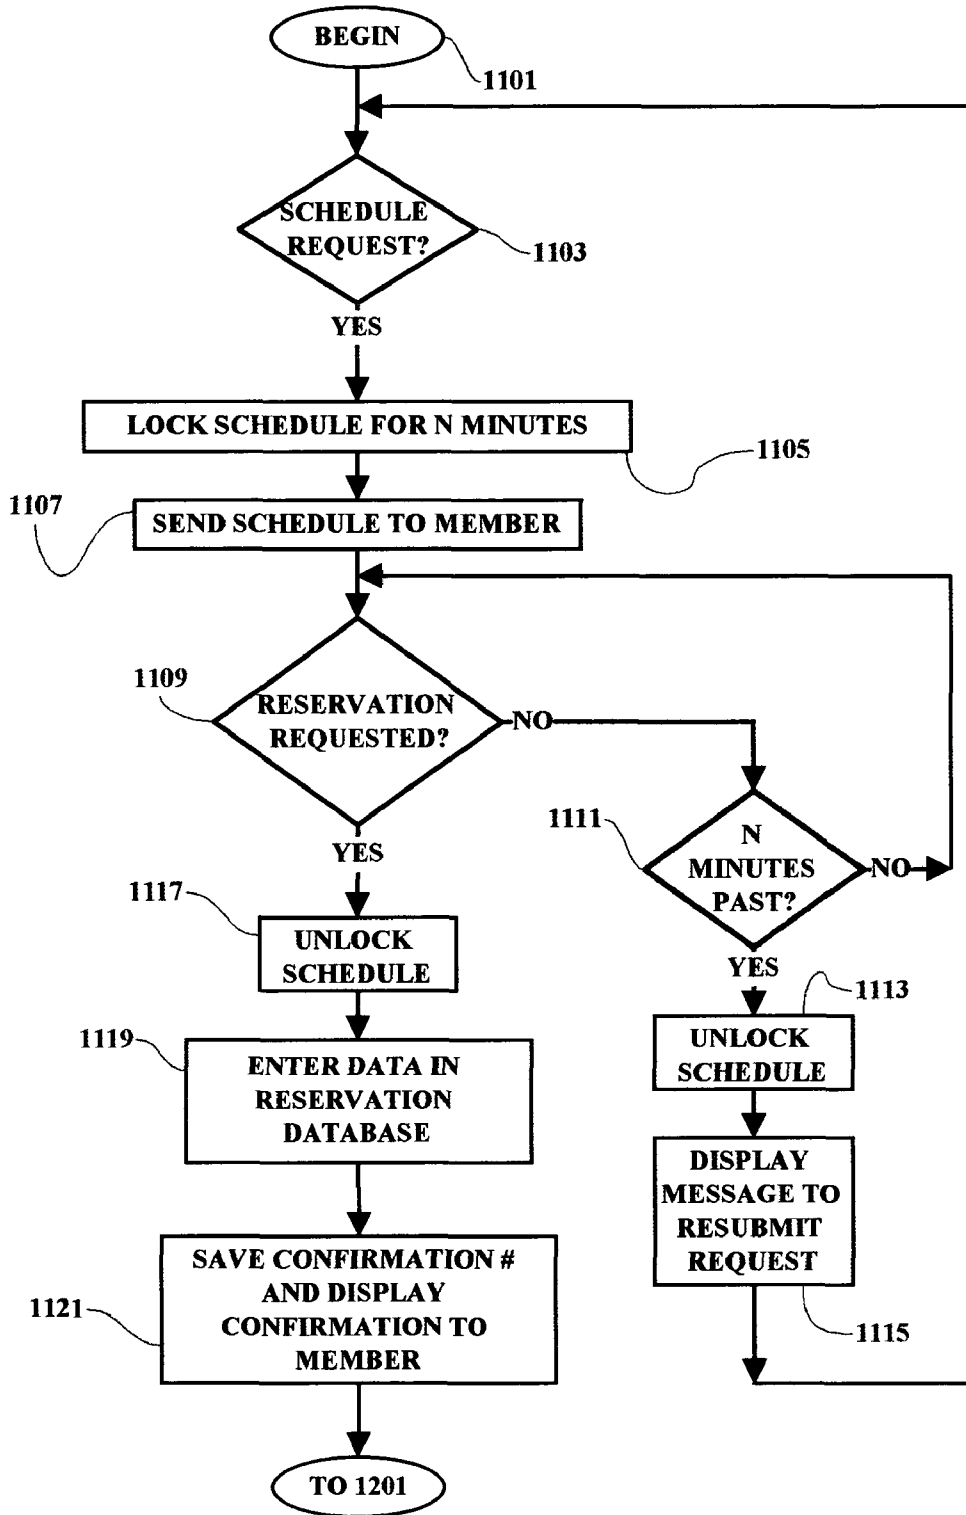 BEGIN
1101
SCHEDULE
REQUEST?
1103
YES
LOCK SCHEDULE FOR N MINUTES
1105
1107
SEND SCHEDULE TO MEMBER
1109
RESERVATION
REQUESTED?
NO
1111
N
MINUTES
PAST?
NO
YES
YES
1117
UNLOCK
SCHEDULE
1113
UNLOCK
SCHEDULE
1119
ENTER DATA IN
RESERVATION
DATABASE
DISPLAY
MESSAGE TO
RESUBMIT
REQUEST
1115
1121
SAVE CONFIRMATION #
AND DISPLAY
CONFIRMATION TO
MEMBER
TO 1201